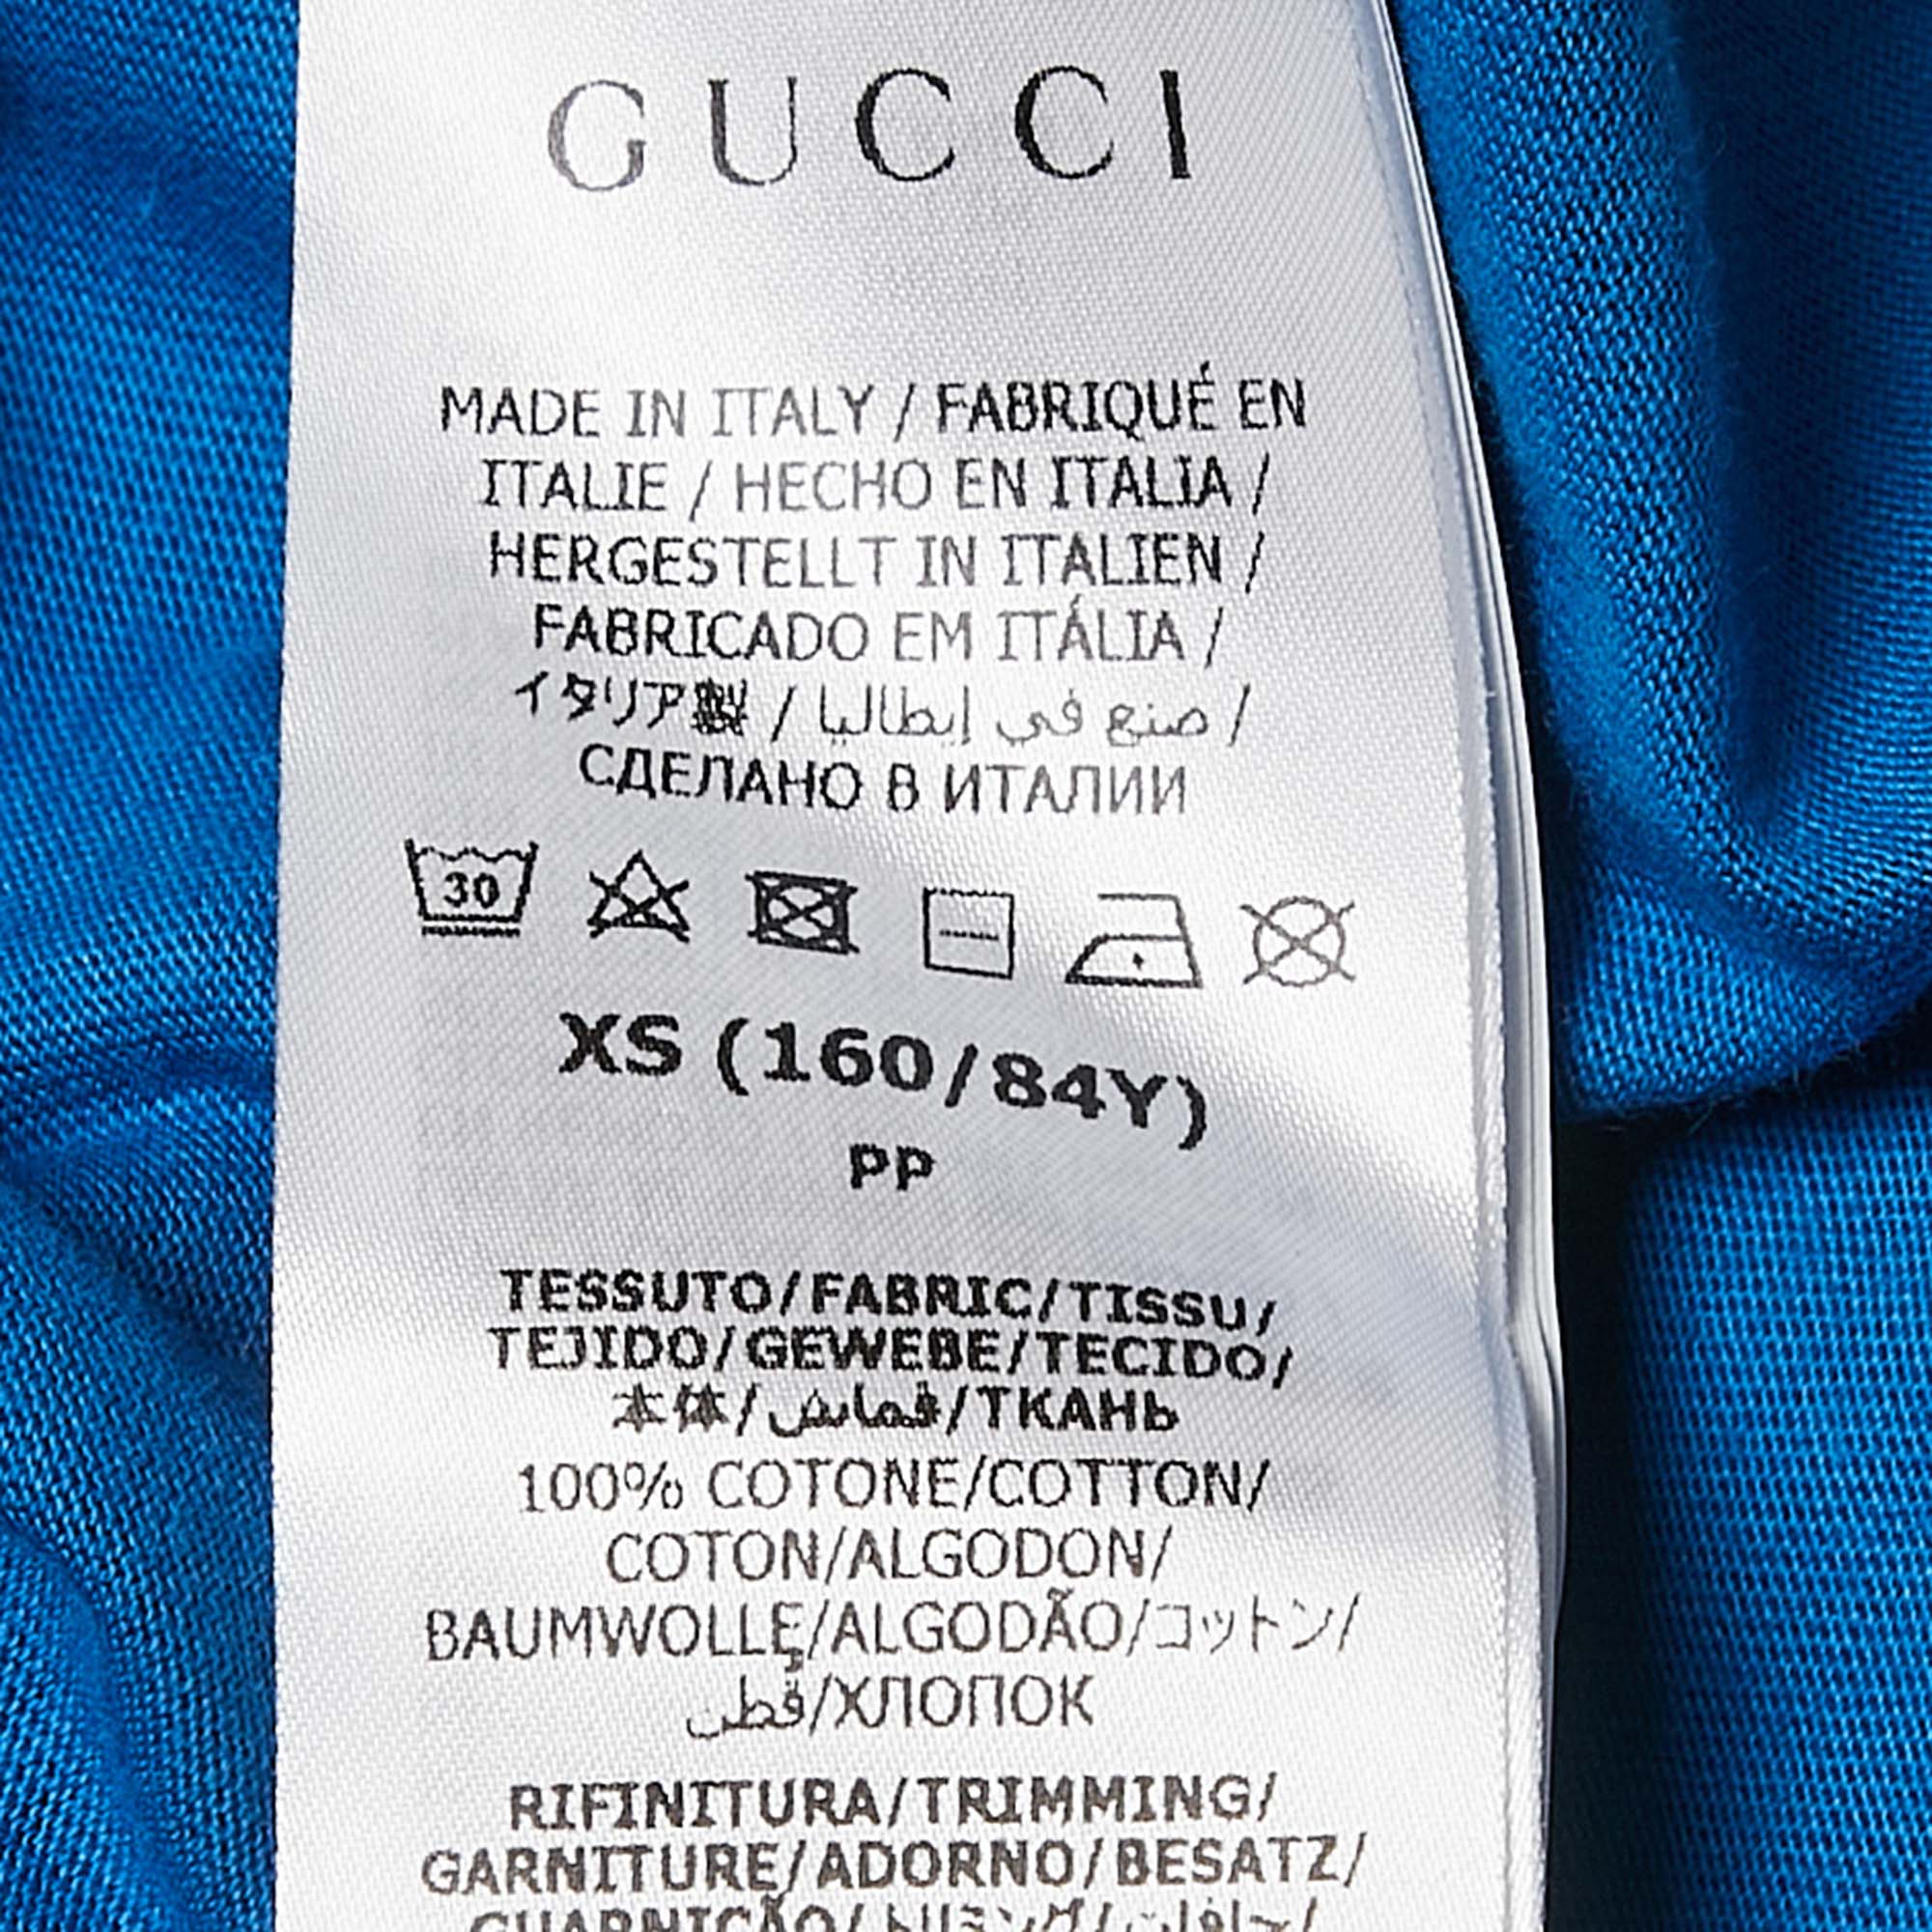 GUCCI
MADE IN ITALY / FABRIQUÉ EN
ITALIE / HECHO EN ITALIA /
HERGESTELLT IN ITALIEN /
FABRICADO EM ITÁLIA /
イタリア製 / صنع في إيطاليا /
СДЕЛАНО В ИТАЛИИ
30
XS (160/84Y)
PP
TESSUTO/FABRIC/TISSU/
TEJIDO/GEWEBE/TECIDO/
本体/قماش/ТКАНЬ
100% COTONE/COTTON/
COTON/ALGODON/
BAUMWOLLE/ALGODÃO/コットン/
قطن/ХЛОПОК
RIFINITURA/TRIMMING/
GARNITURE/ADORNO/BESATZ/